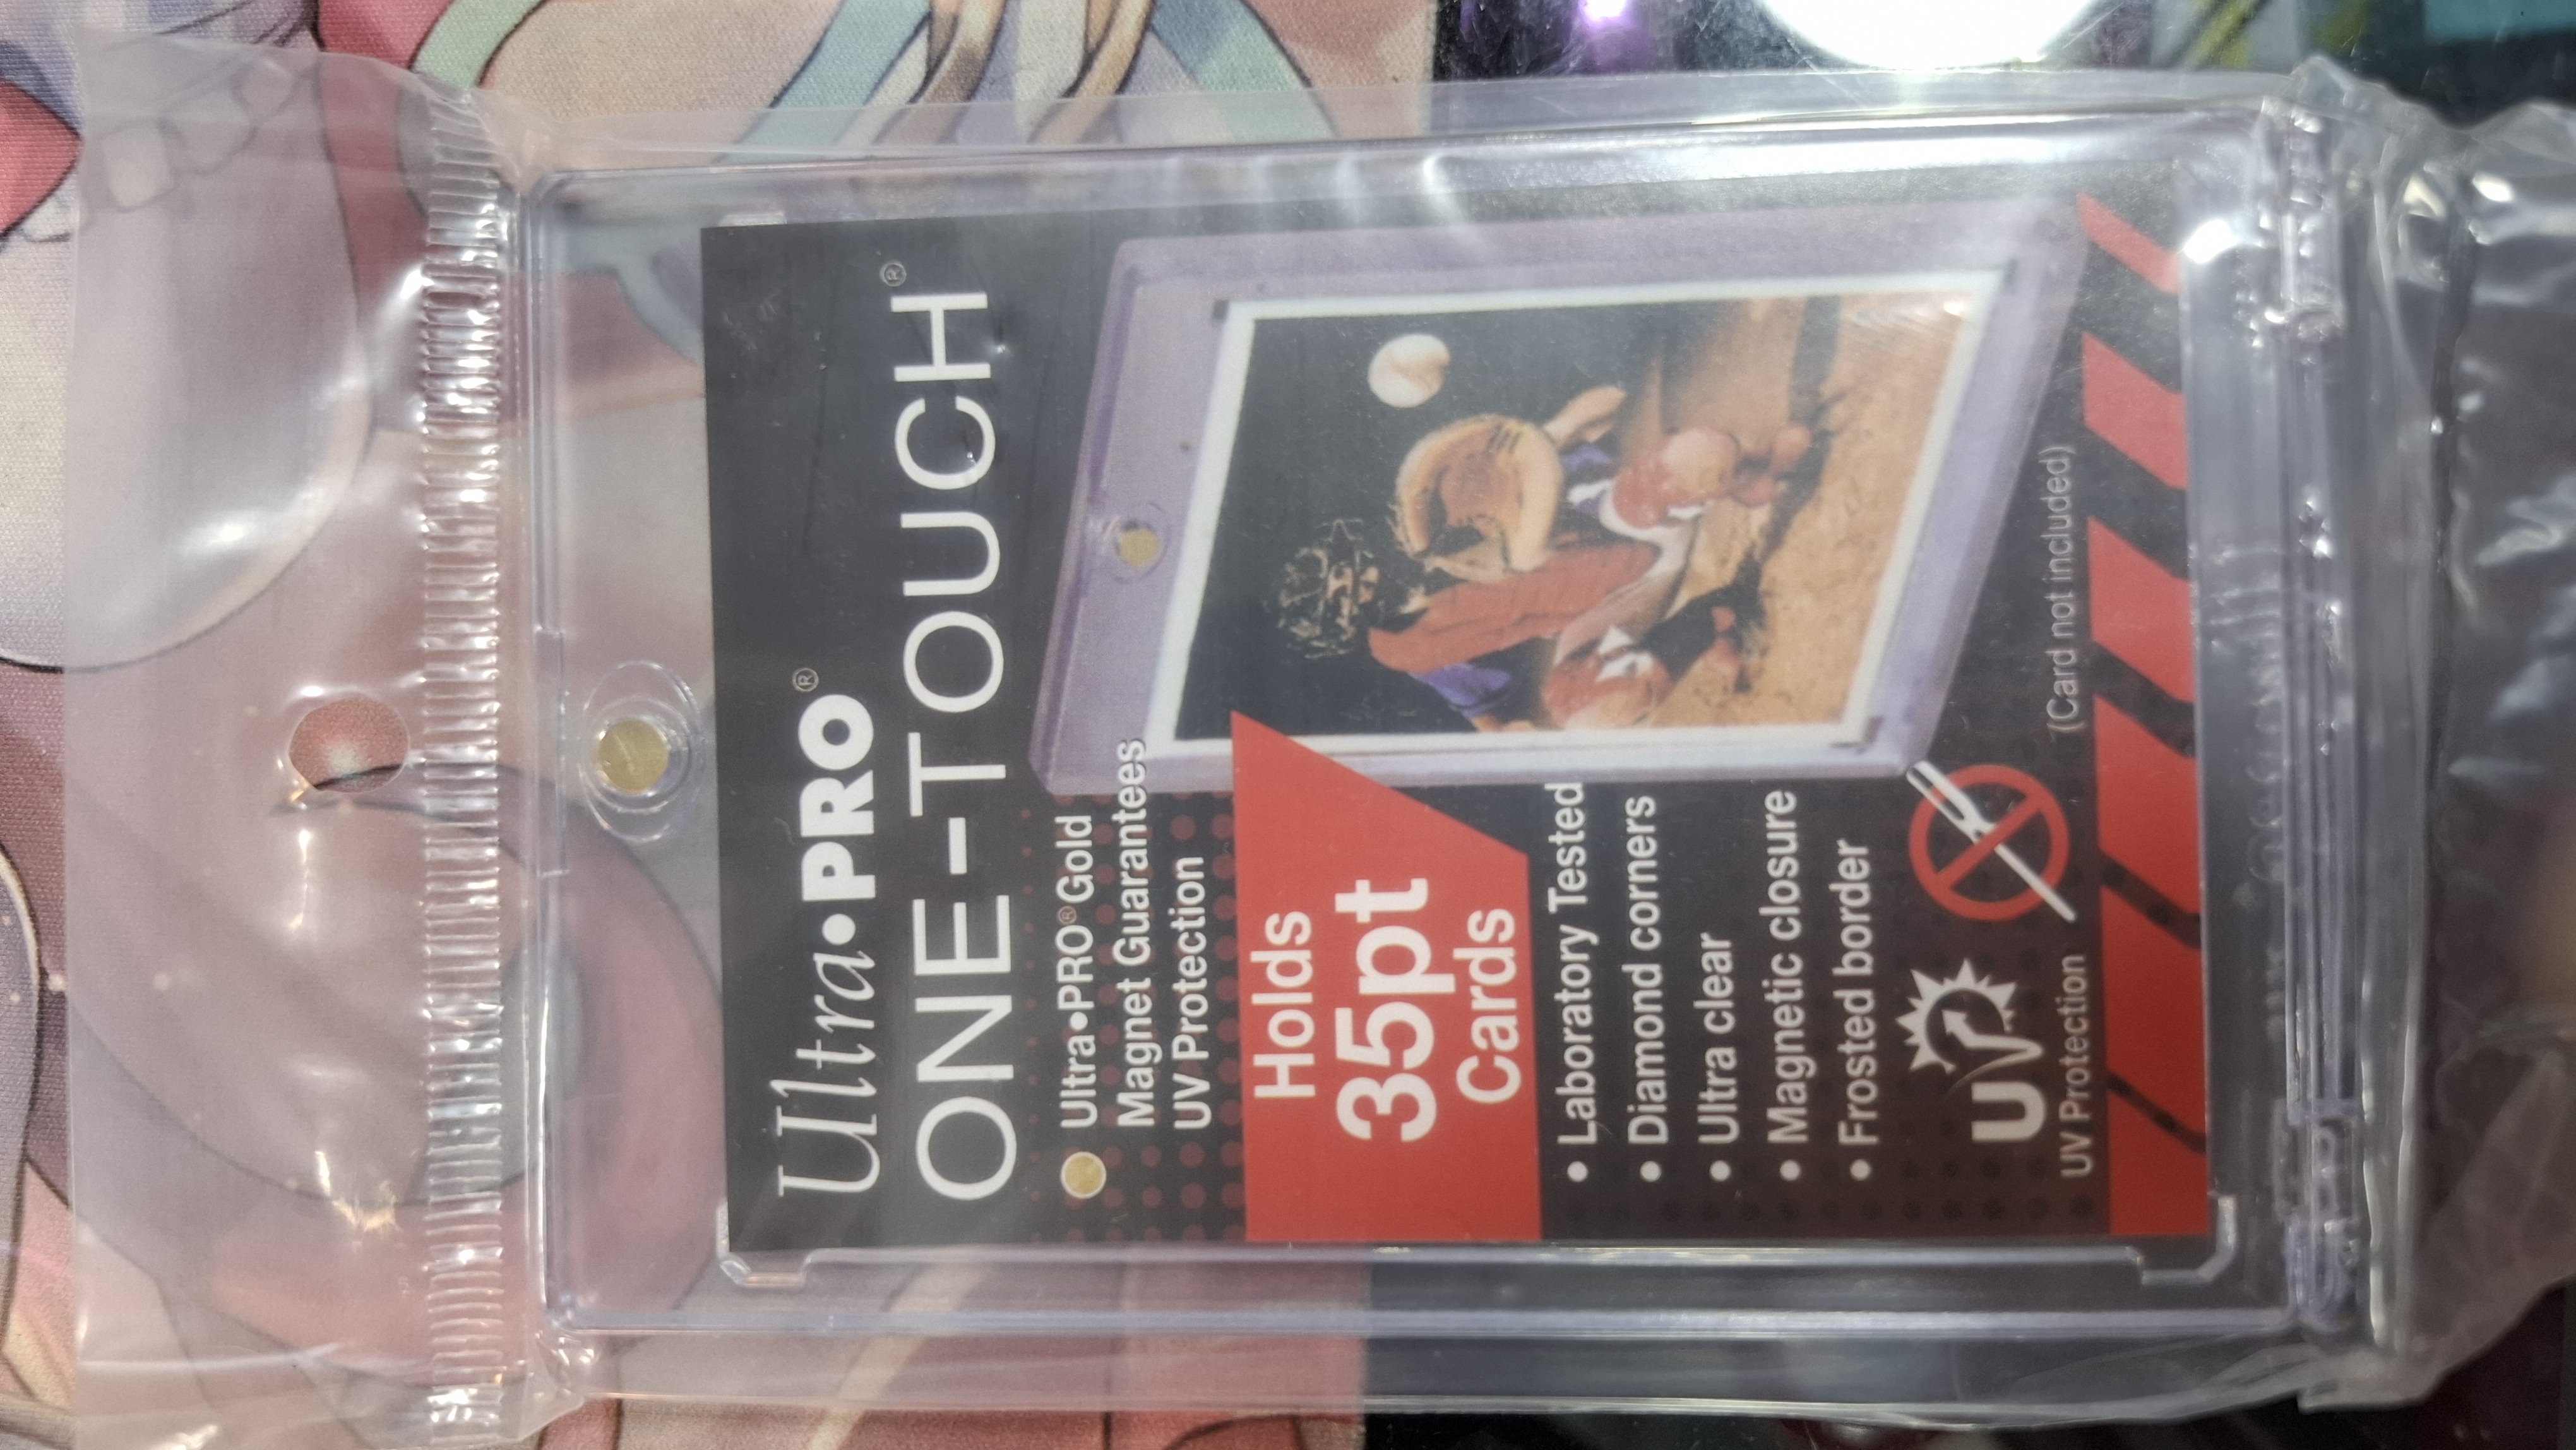 Ultra•PRO®
ONE-TOUCH®
Ultra•PRO® Gold
Magnet Guarantees
UV Protection
Holds
35pt
Cards
• Laboratory Tested
• Diamond corners
• Ultra clear
• Magnetic closure
• Frosted border
UV
UV Protection
(Card not included)